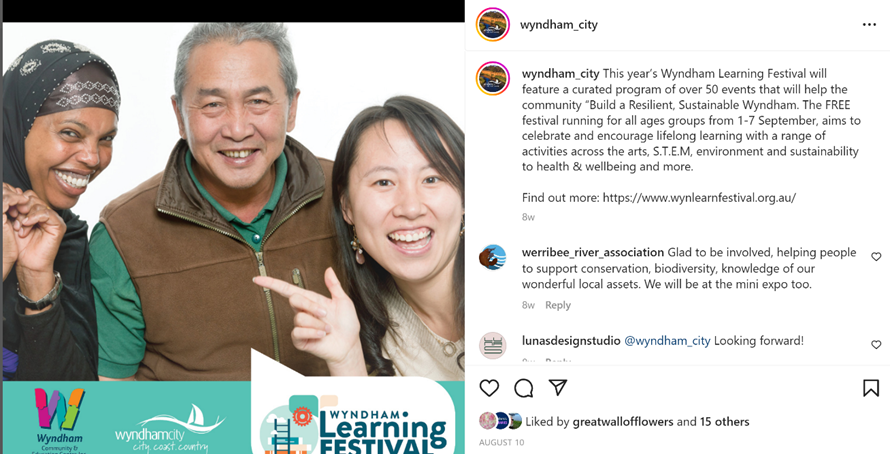 wyndham_city
wyndham_city This year's Wyndham Learning Festival will
feature a curated program of over 50 events that will help the
community "Build a Resilient, Sustainable Wyndham. The FREE
festival running for all ages groups from 1-7 September, aims to
celebrate and encourage lifelong learning with a range of
activities across the arts, S.T.E.M, environment and sustainability
to health & wellbeing and more.
Find out more: https://www.wynlearnfestival.org.au/
8w
werribee_river_association Glad to be involved, helping people
to support conservation, biodiversity, knowledge of our
wonderful local assets. We will be at the mini expo too.
8w Reply
lunasdesignstudio @wyndham_city Looking forward!
Liked by greatwallofflowers and 15 others
AUGUST 10
Wyndham
Community &
wyndhamcity
city. coast. country.
WYNDHAM
Learning
FESTIVAL